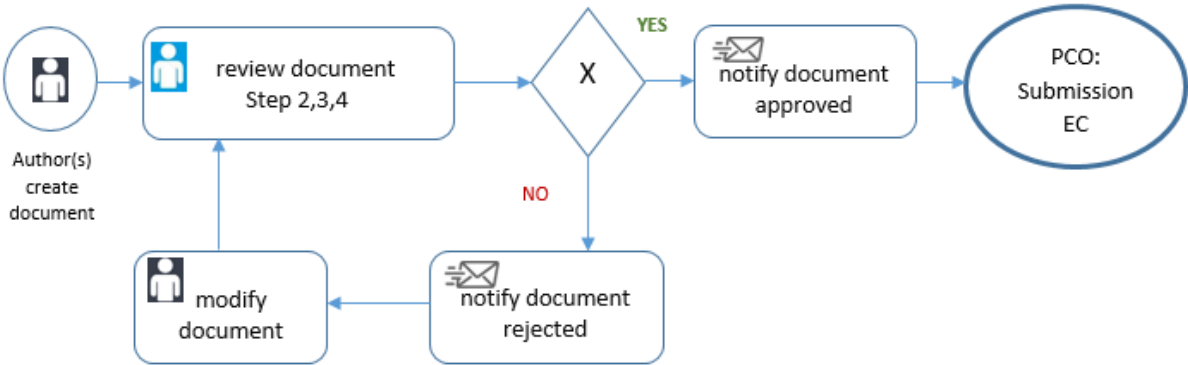 Author(s)
create
document
review document
Step 2,3,4
X
YES
notify document
approved
PCO:
Submission
EC
NO
notify document
rejected
modify
document